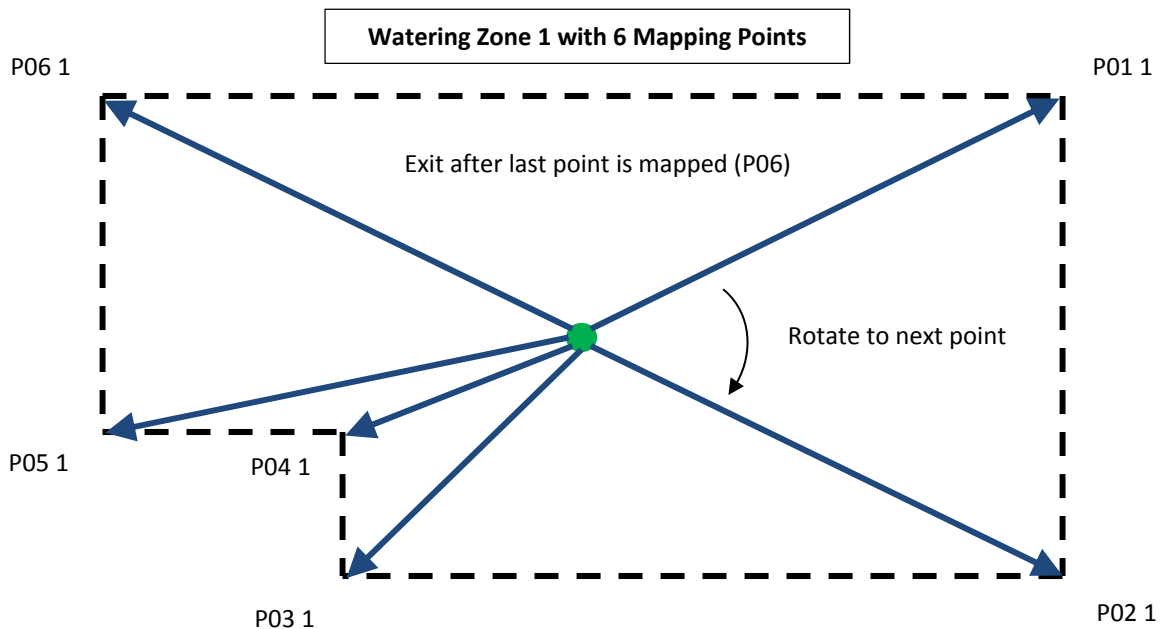 Watering Zone 1 with 6 Mapping Points
P06 1
P01 1
Exit after last point is mapped (P06)
Rotate to next point
P05 1
P04 1
P03 1
P02 1